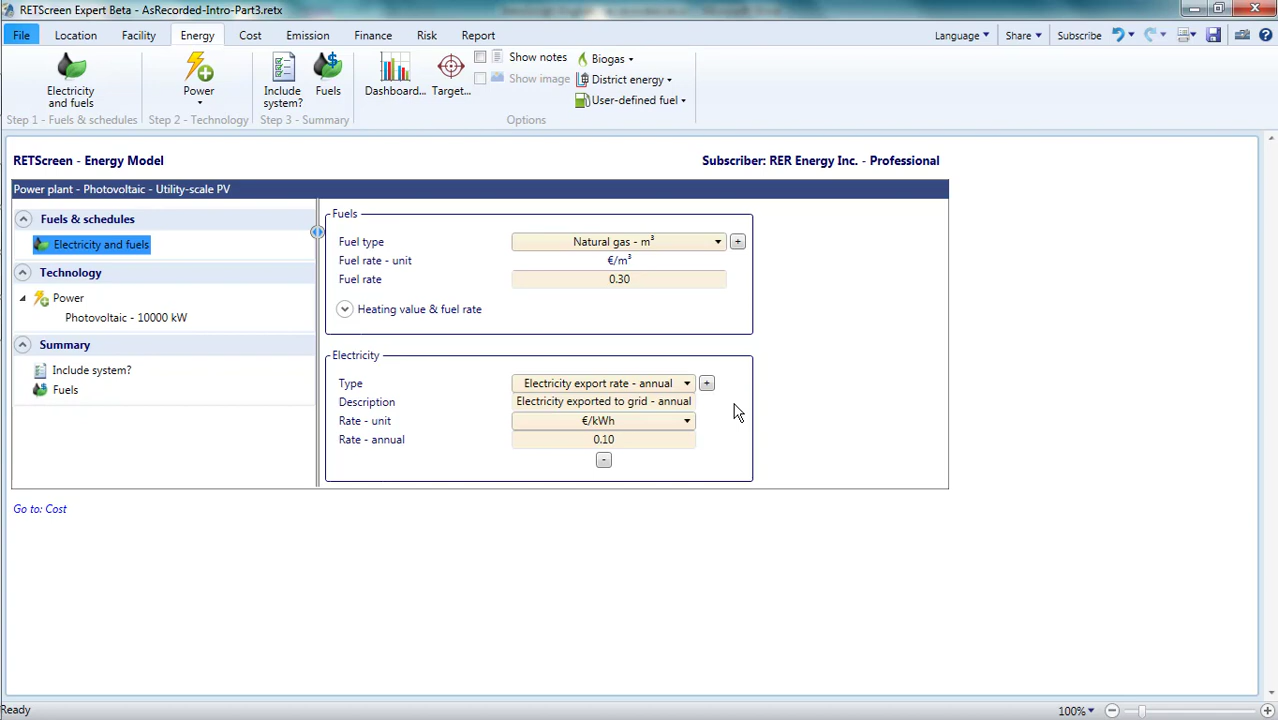 RETScreen Expert Beta - AsRecorded-Intro-Part3.retx
File Location Facility Energy Cost Emission Finance Risk Report Language Share Subscribe
Electricity and fuels
Power
Include system?
Fuels
Dashboard...
Target...
Show notes
Show image
Biogas
District energy
User-defined fuel
Step 1 - Fuels & schedules
Step 2 - Technology
Step 3 - Summary
Options
RETScreen - Energy Model
Subscriber: RER Energy Inc. - Professional
Power plant - Photovoltaic - Utility-scale PV
Fuels & schedules
Electricity and fuels
Technology
Power
Photovoltaic - 10000 kW
Summary
Include system?
Fuels
Fuels
Fuel type Natural gas - m³ +
Fuel rate - unit €/m³
Fuel rate 0.30
Heating value & fuel rate
Electricity
Type Electricity export rate - annual +
Description Electricity exported to grid - annual
Rate - unit €/kWh
Rate - annual 0.10
-
Go to: Cost
Ready
100%